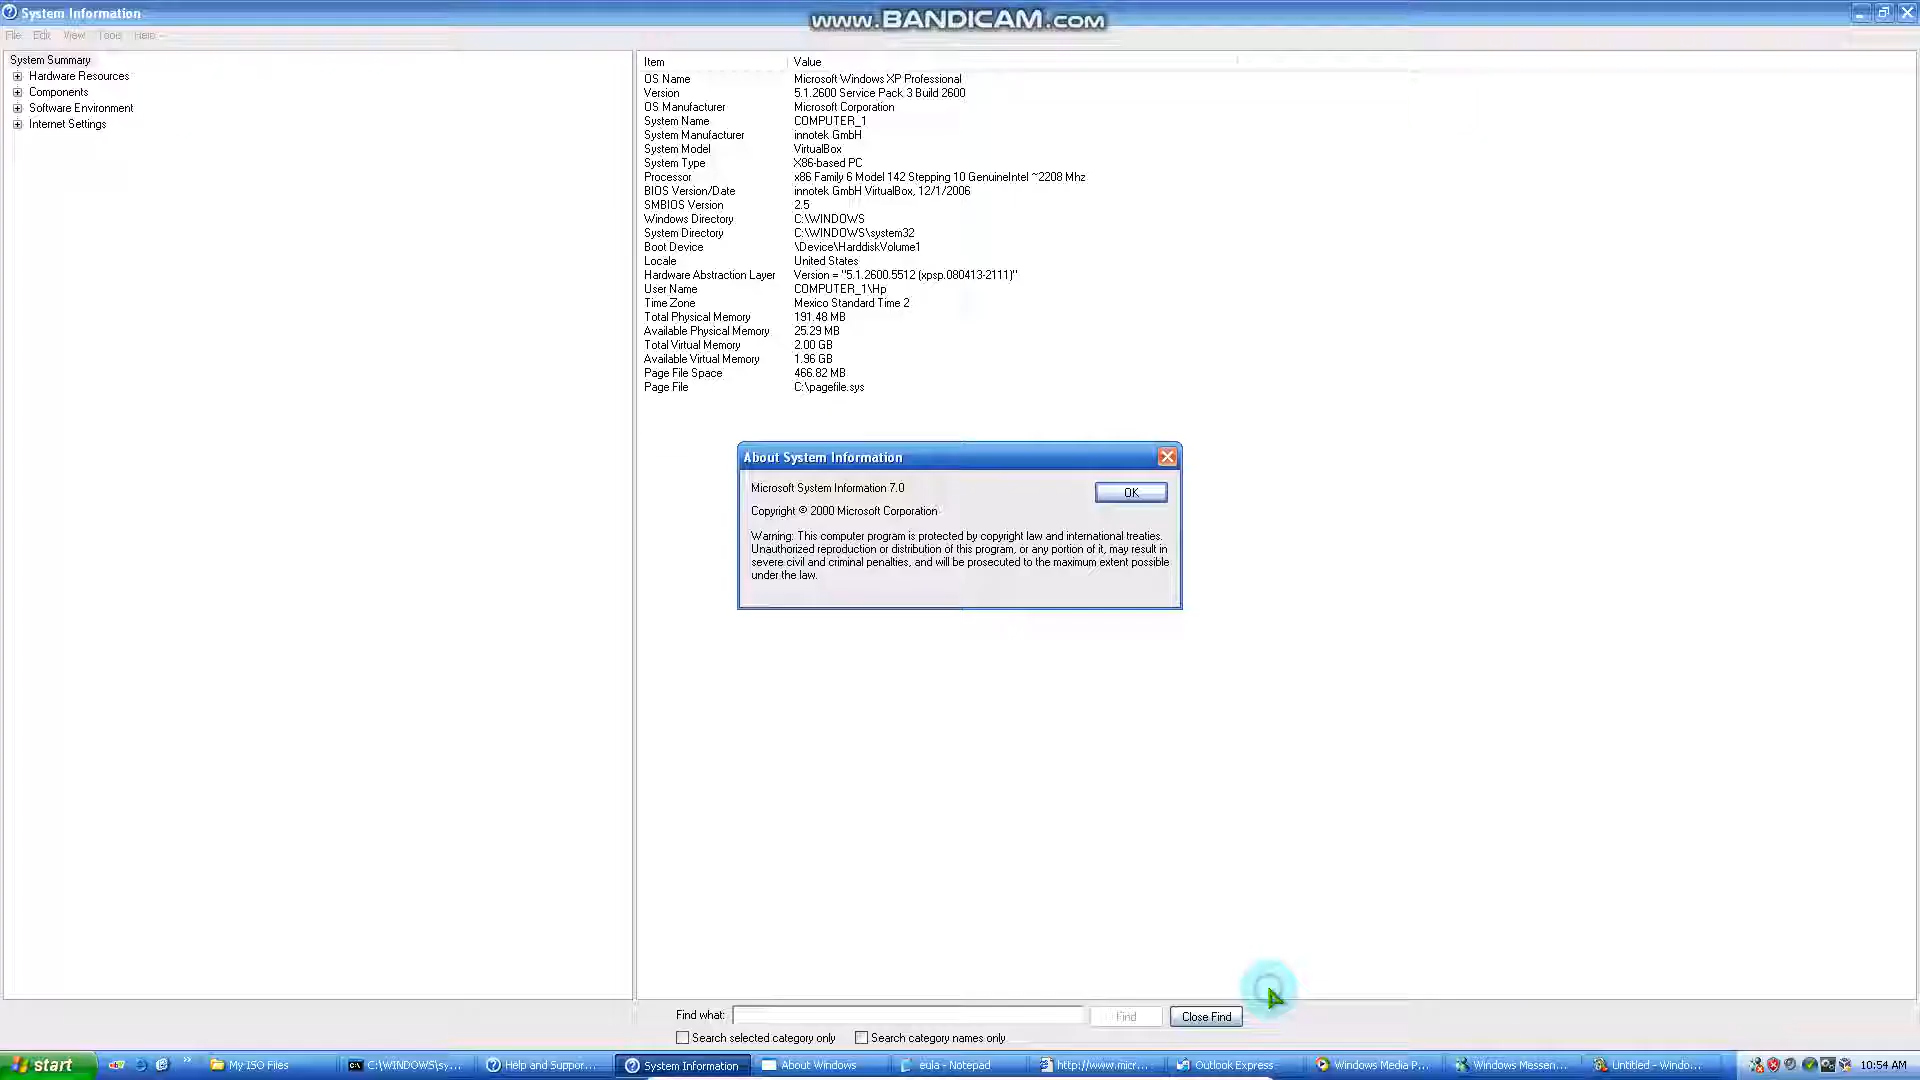 System Information
www.BANDICAM.com
File Edit View Tools Help
System Summary
Hardware Resources
Components
Software Environment
Internet Settings
Item Value
OS Name Microsoft Windows XP Professional
Version 5.1.2600 Service Pack 3 Build 2600
OS Manufacturer Microsoft Corporation
System Name COMPUTER_1
System Manufacturer innotek GmbH
System Model VirtualBox
System Type X86-based PC
Processor x86 Family 6 Model 142 Stepping 10 GenuineIntel ~2208 Mhz
BIOS Version/Date innotek GmbH VirtualBox, 12/1/2006
SMBIOS Version 2.5
Windows Directory C:\WINDOWS
System Directory C:\WINDOWS\system32
Boot Device \Device\HarddiskVolume1
Locale United States
Hardware Abstraction Layer Version = "5.1.2600.5512 (xpsp.080413-2111)"
User Name COMPUTER_1\Hp
Time Zone Mexico Standard Time 2
Total Physical Memory 191.48 MB
Available Physical Memory 25.29 MB
Total Virtual Memory 2.00 GB
Available Virtual Memory 1.96 GB
Page File Space 466.82 MB
Page File C:\pagefile.sys
About System Information
Microsoft System Information 7.0
OK
Copyright © 2000 Microsoft Corporation
Warning: This computer program is protected by copyright law and international treaties.
Unauthorized reproduction or distribution of this program, or any portion of it, may result in
severe civil and criminal penalties, and will be prosecuted to the maximum extent possible
under the law.
Find what: Find Close Find
Search selected category only Search category names only
start My ISO Files C:\WINDOWS\sy... Help and Suppor... System Information About Windows eula - Notepad http://www.micr... Outlook Express Windows Media P... Windows Messen... Untitled - Windo... 10:54 AM